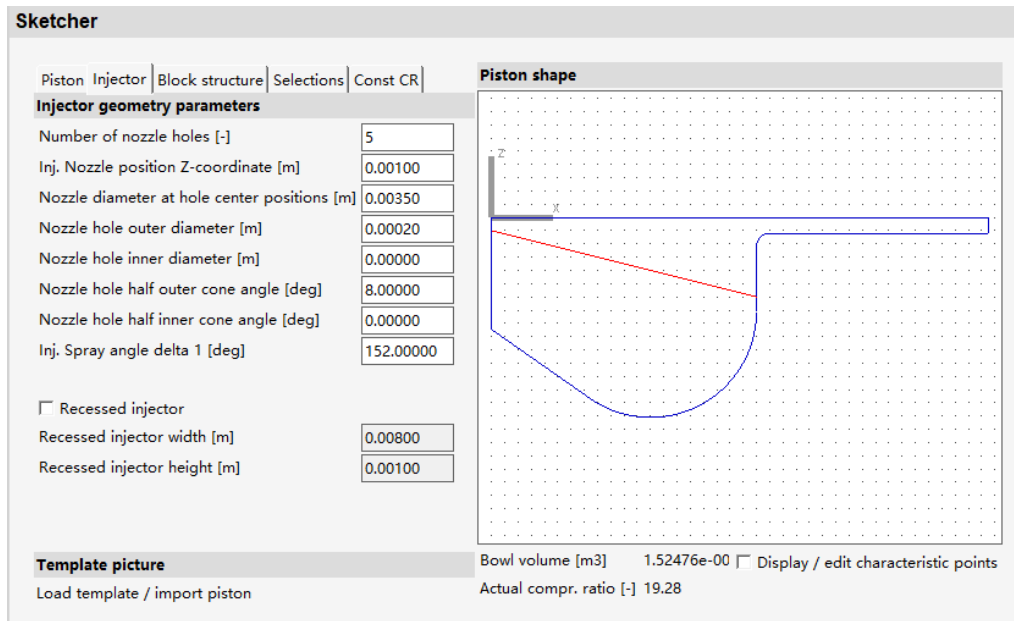 Sketcher
Piston Injector Block structure Selections Const CR
Injector geometry parameters
Number of nozzle holes [-] 5
Inj. Nozzle position Z-coordinate [m] 0.00100
Nozzle diameter at hole center positions [m] 0.00350
Nozzle hole outer diameter [m] 0.00020
Nozzle hole inner diameter [m] 0.00000
Nozzle hole half outer cone angle [deg] 8.00000
Nozzle hole half inner cone angle [deg] 0.00000
Inj. Spray angle delta 1 [deg] 152.00000
Recessed injector
Recessed injector width [m] 0.00800
Recessed injector height [m] 0.00100
Template picture
Load template / import piston
Piston shape
Z
X
Bowl volume [m3] 1.52476e-00 Display / edit characteristic points
Actual compr. ratio [-] 19.28